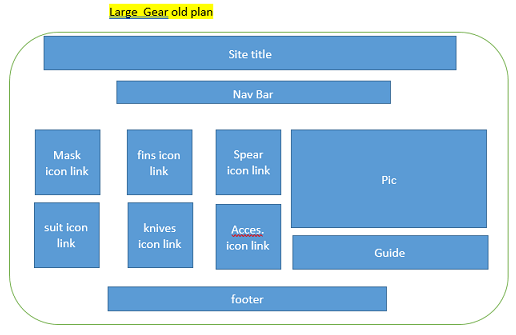 Large Gear old plan
Site title
Nav Bar
Mask
icon link
fins icon
link
Spear
icon link
Pic
suit icon
link
knives
icon link
Acces.
icon link
Guide
footer